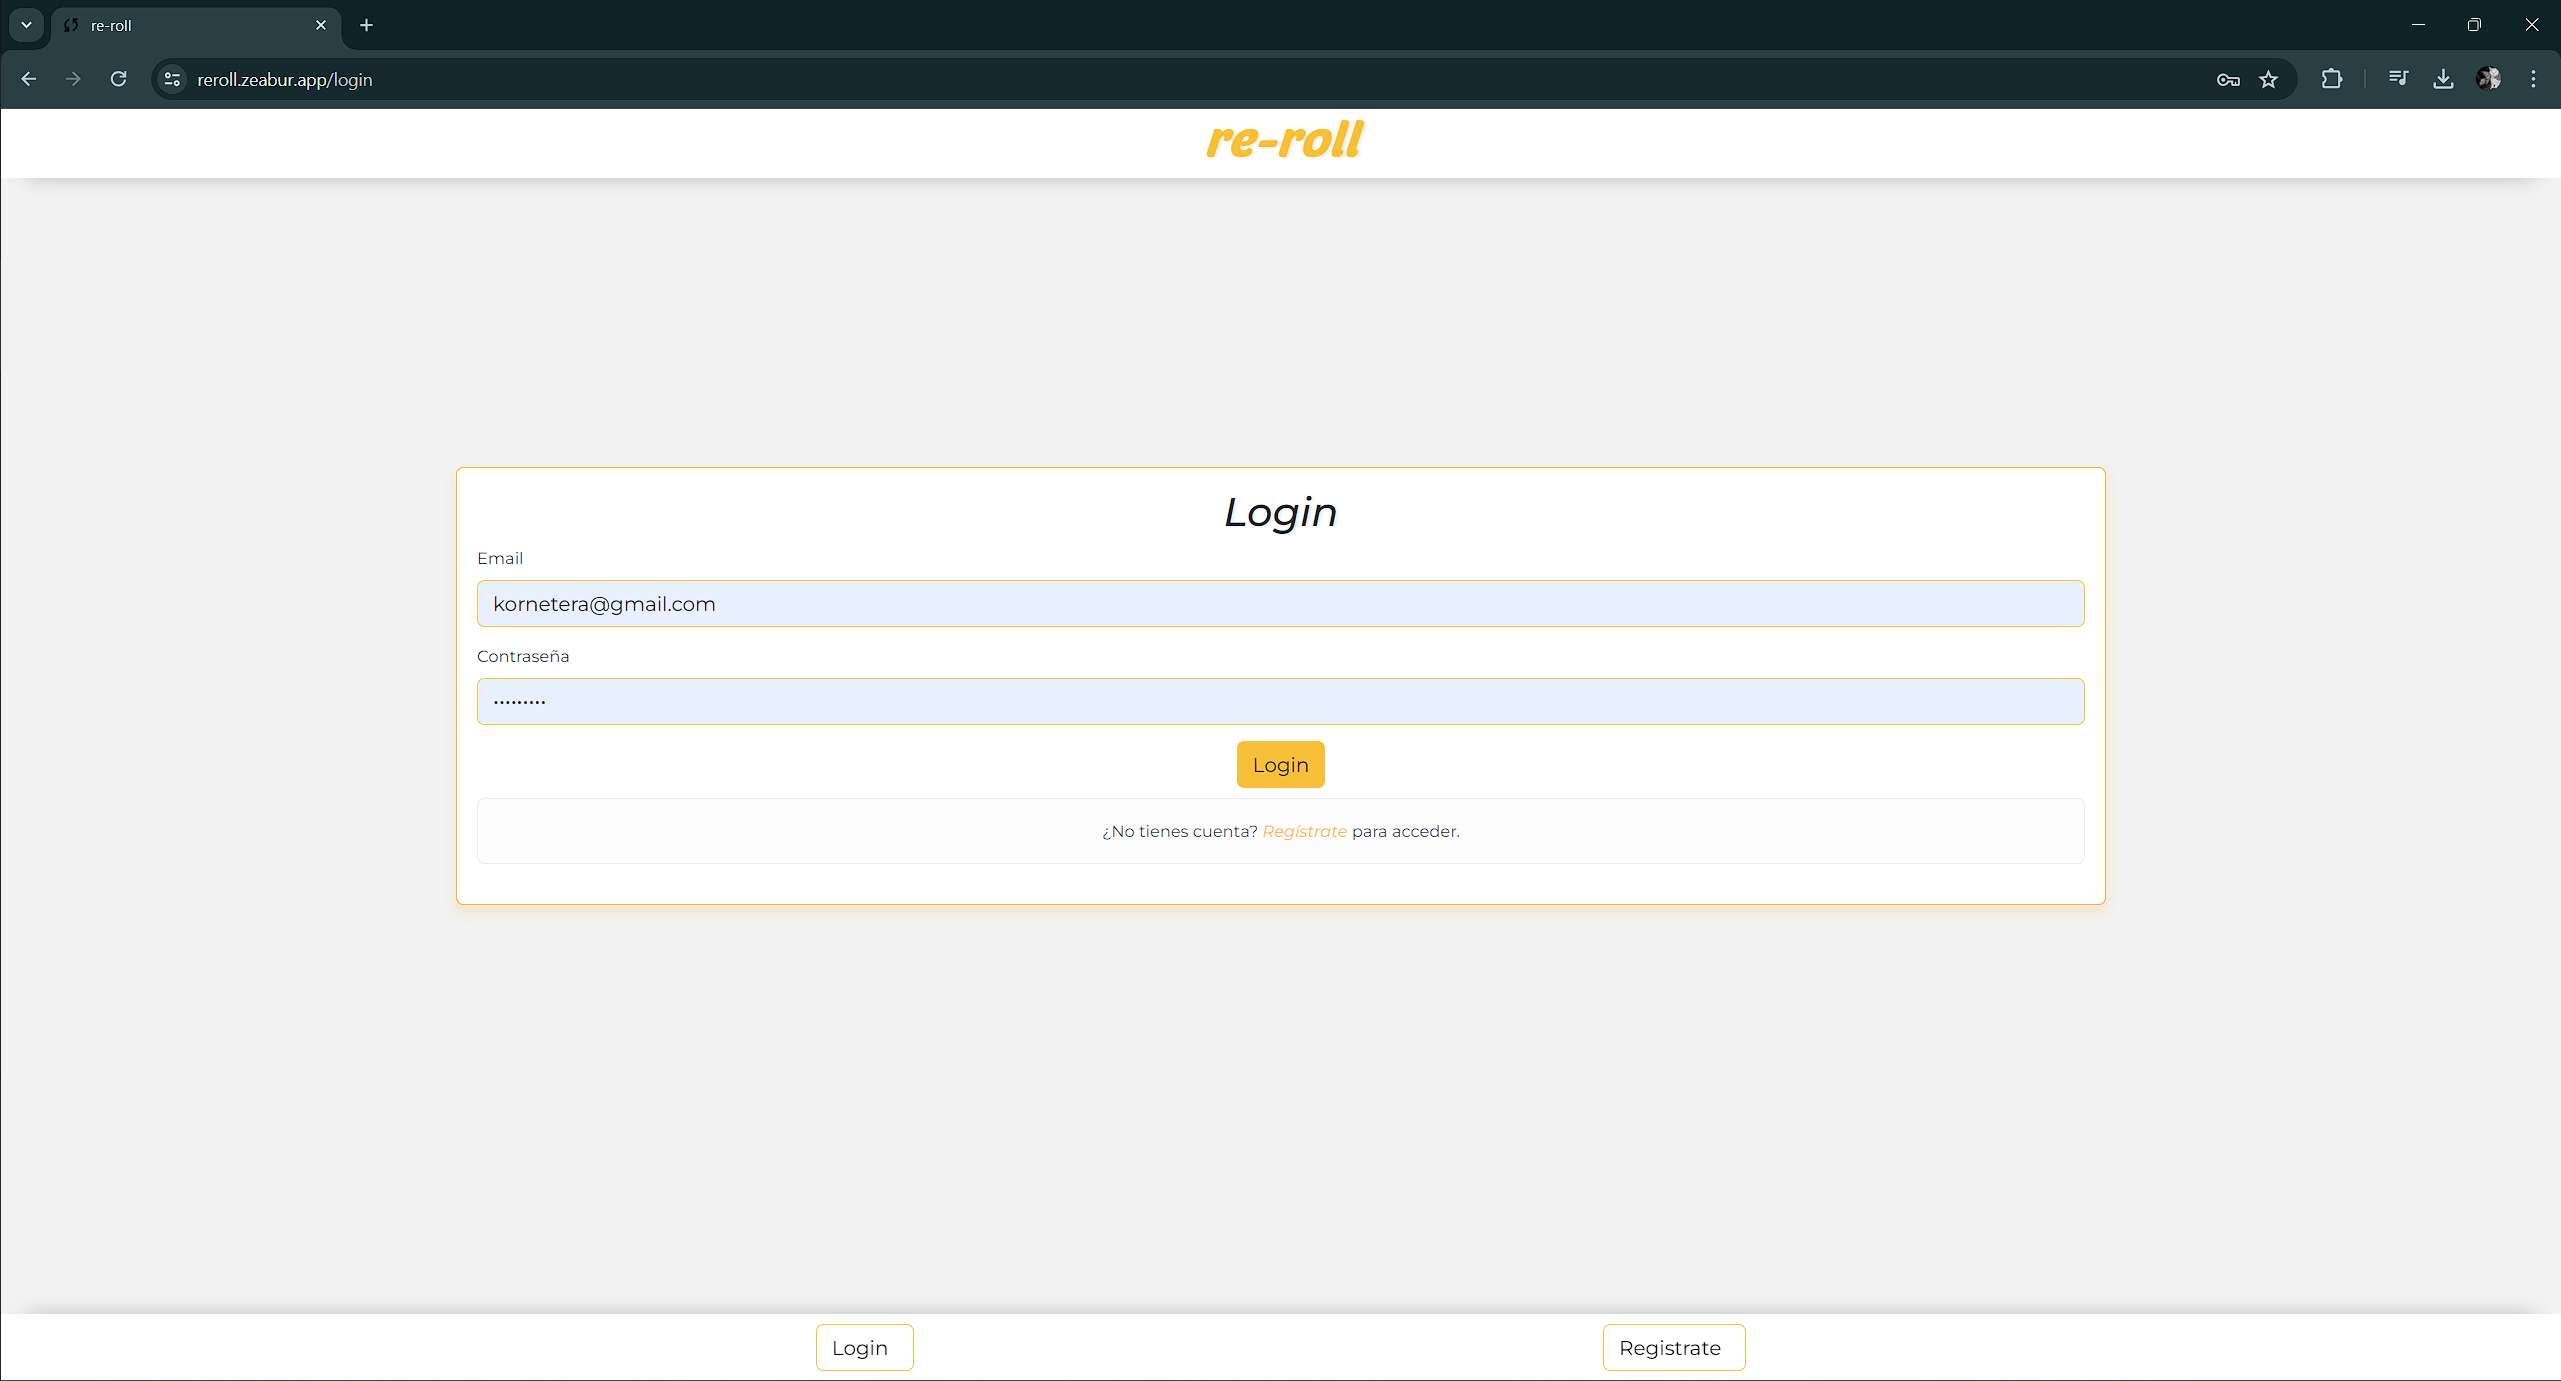 re-roll
reroll.zeabur.app/login
re-roll
Login
Email
kornetera@gmail.com
Contraseña
Login
¿No tienes cuenta? Regístrate para acceder.
Login
Registrate